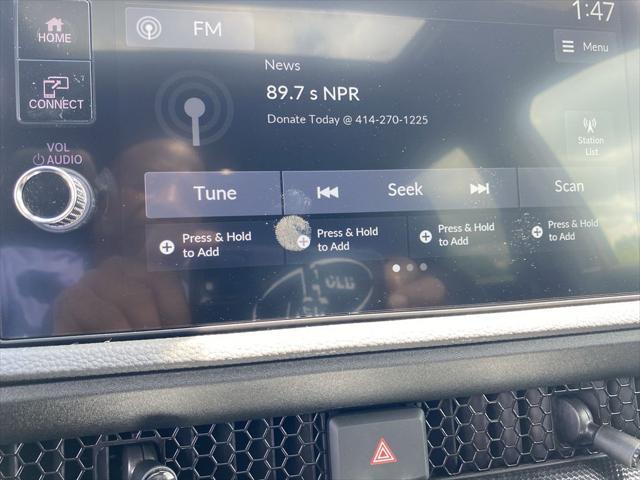 HOME
FM
1:47
Menu
CONNECT
News
89.7 s NPR
Donate Today @ 414-270-1225
Station
List
VOL
AUDIO
Tune
Seek
Scan
Press & Hold
to Add
Press & Hold
to Add
Press & Hold
to Add
Press & Hold
to Add